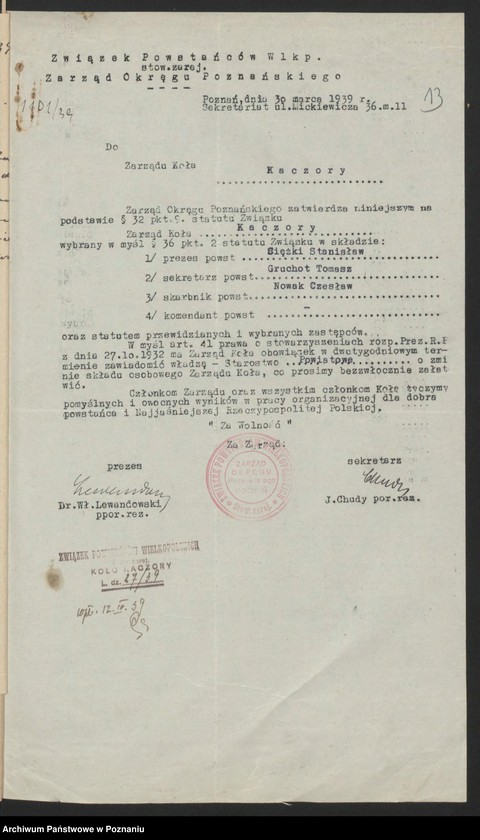 Związek Powstańców Wlkp.
stow.zarej.
Zarząd Okręgu Poznańskiego
13
Poznań,dnia 30 marca 1939 r.
Sekretariat ul.Mickiewicza 36.m.11
Do
Zarządu Koła
Kaczory
Zarząd Okręgu Poznańskiego zatwierdza niniejszym na
podstawie § 32 pkt.9. statutu Związku
Zarząd koła Kaczory
wybrany w myśl § 36 pkt. 2 statutu Związku w składzie:
1/ prezes powst. Siężki Stanisław
2/ sekretarz powst. Gruchot Tomasz
3/ skarbnik powst. Nowak Czesław
4/ komendant powst –
oraz statutem przewidzianych i wybranych zastępców.
W myśl art. 41 prawa o stowarzyszeniach rozp.Prez.R.P
z dnia 27.10.1932 ma Zarząd Koła obowiązek w dwutygodniowym ter-
minie zawiadomić władzę - Starostwo ...Powiatowe.......... o zmi
nie składu osobowego Zarządu Koła, co prosimy bezzwłocznie załat
wić.
Członkom Zarządu oraz wszystkim członkom Koła życzymy
pomyślnych i owocnych wyników w pracy organizacyjnej dla dobra
powstańca i Najjaśniejszej Rzeczypospolitej Polskiej.
" Za Wolność "
Za Zarząd:
prezes
sekretarz
Dr.Wł.Lewandowski/
ppor.rez.
J.Chudy por.rez.
ZWIĄZEK POWSTAŃCÓW WIELKOPOLSKICH
KOŁO KACZORY
L. dz. 27/39
wpł. 12.IV.39
Archiwum Państwowe w Poznaniu